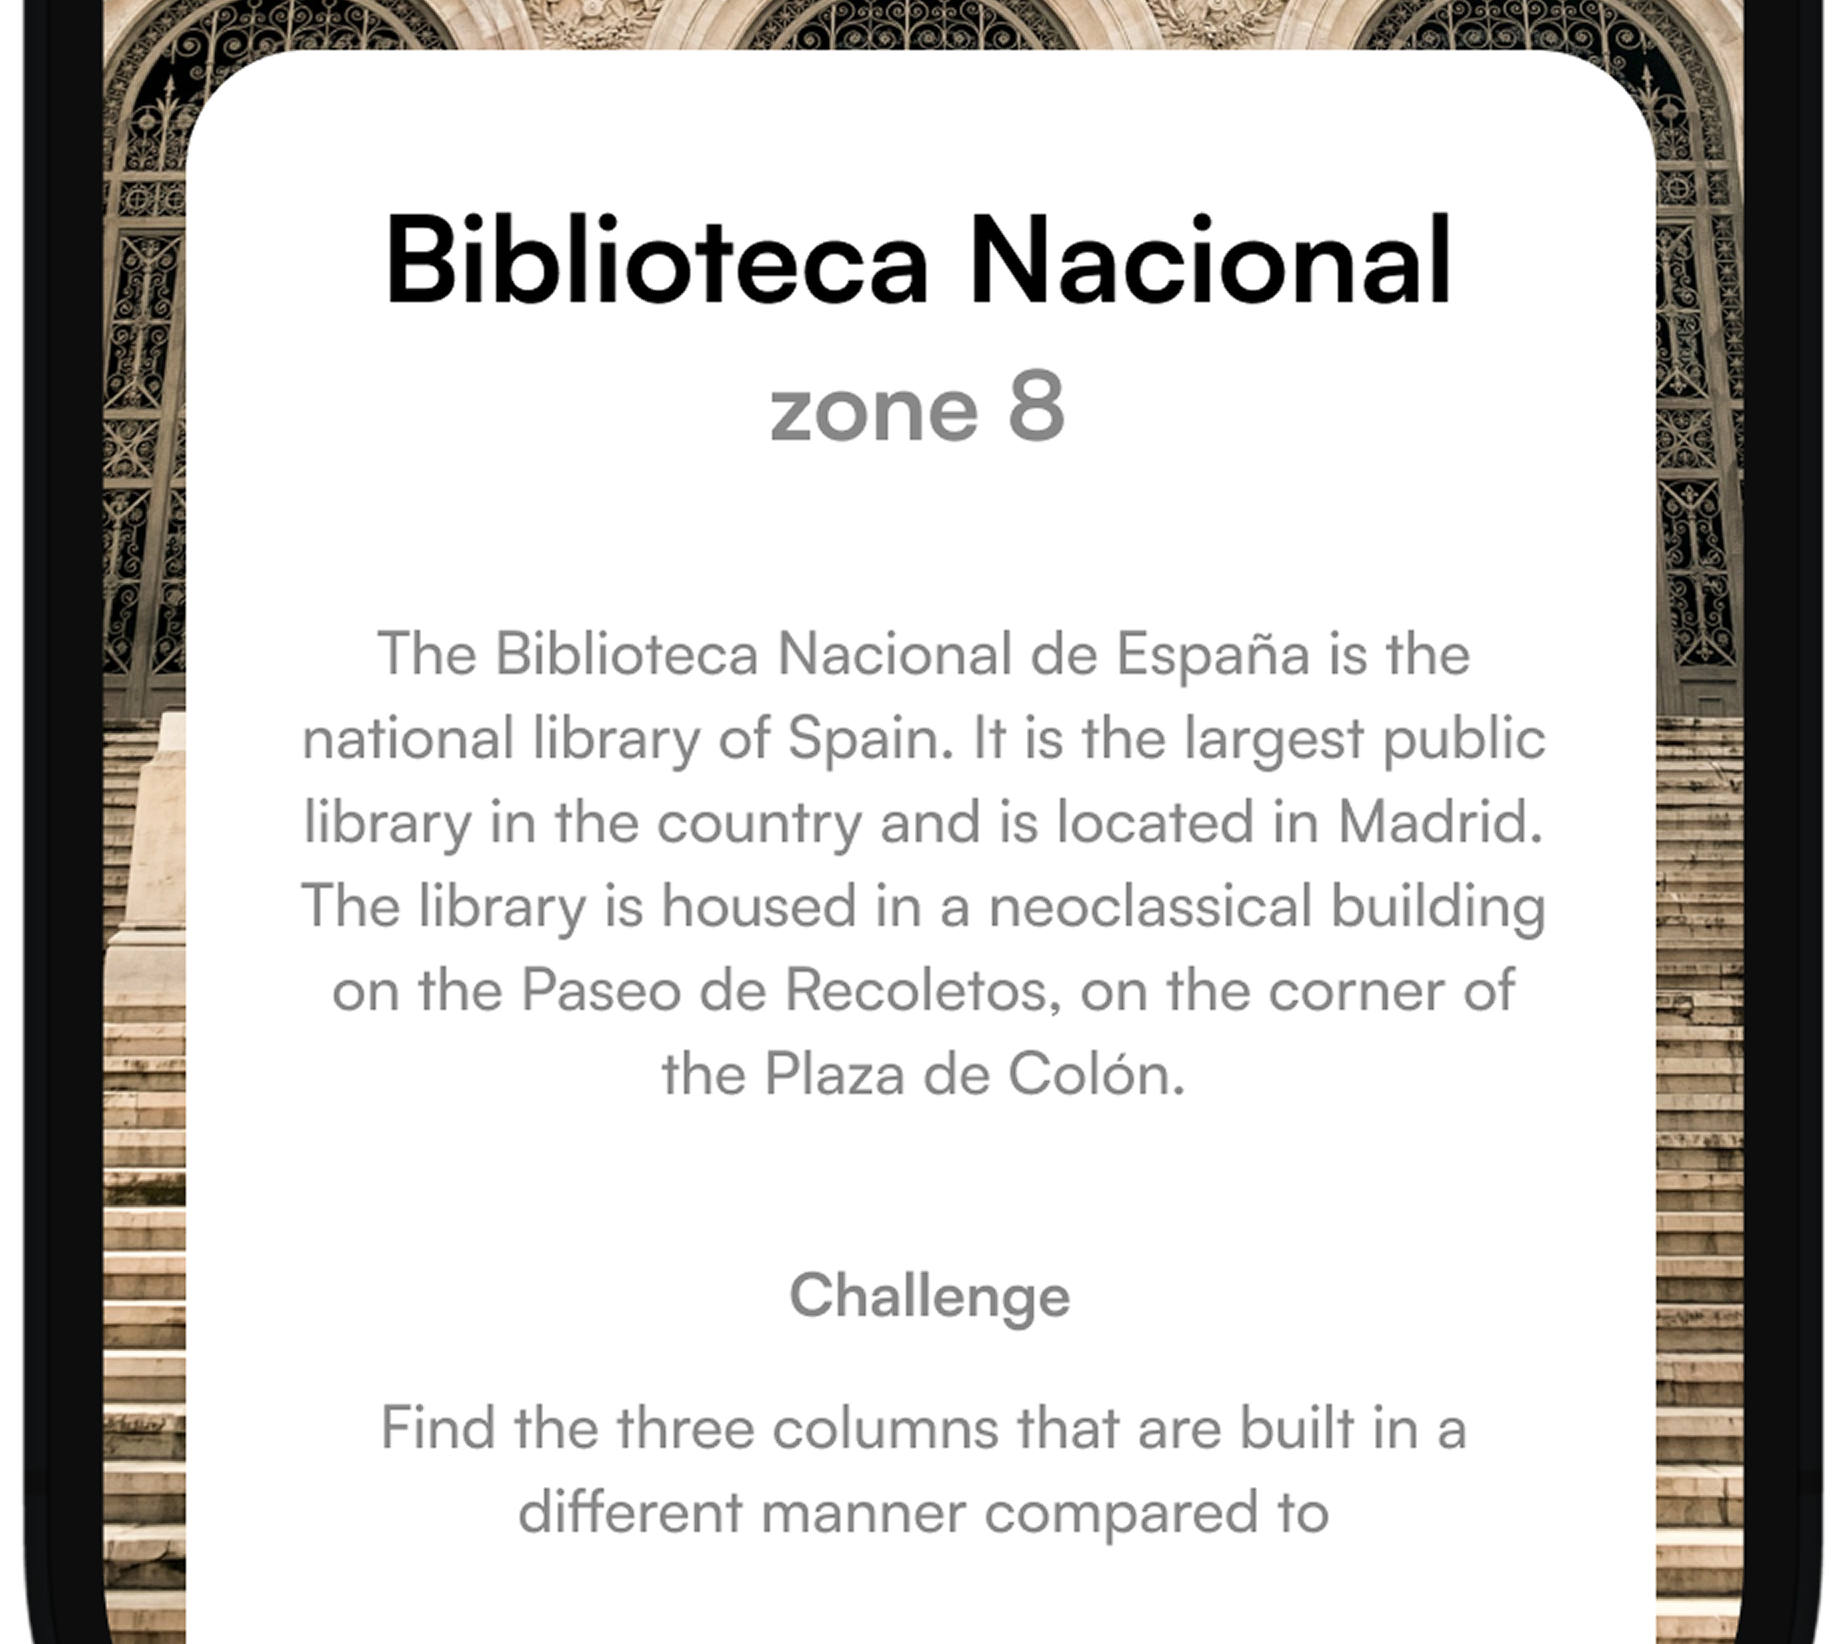 Biblioteca Nacional
zone 8
The Biblioteca Nacional de España is the
national library of Spain. It is the largest public
library in the country and is located in Madrid.
The library is housed in a neoclassical building
on the Paseo de Recoletos, on the corner of
the Plaza de Colón.
Challenge
Find the three columns that are built in a
different manner compared to